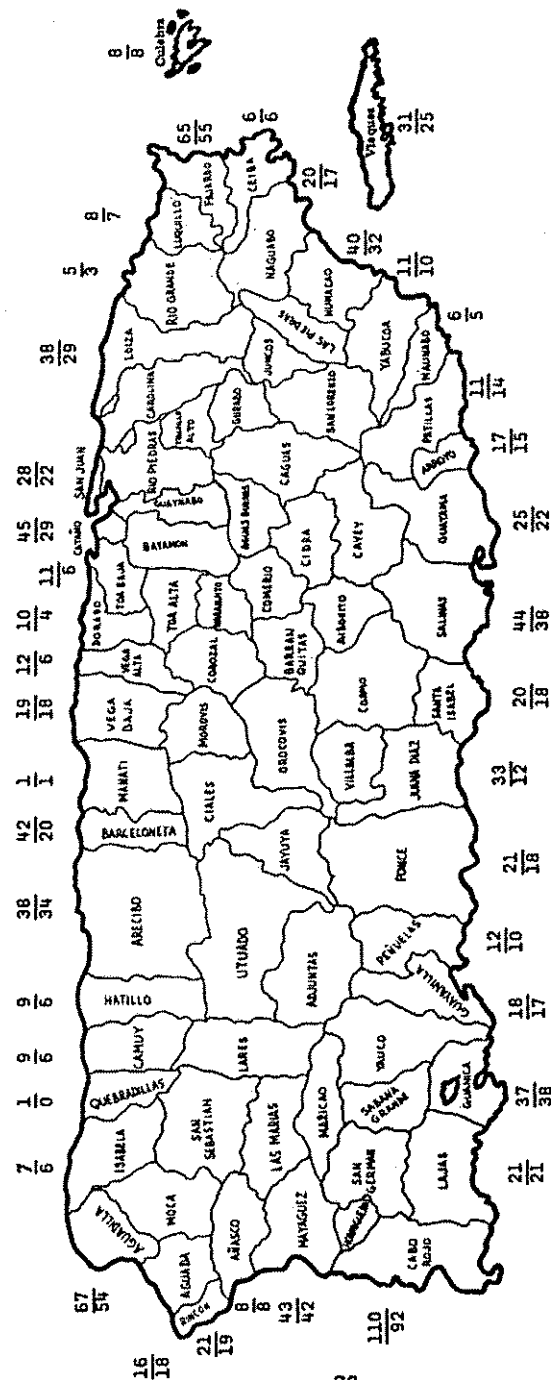 67
54
7
6
1
0
9
6
9
6
38
34
42
20
1
1
19
18
12
6
10
4
11
6
45
29
28
22
38
29
5
3
8
7
65
55
8
8
Culebra
6
6
16
18
21
19
8
8
43
42
110
92
AGUADILLA
ISABELA
QUEBRADILLAS
CAMUY
HATILLO
ARECIBO
BARCELONETA
MANATI
VEGA
BAJA
VEGA
ALTA
DORADO
TOA BAJA
CATAÑO
SAN JUAN
TOA ALTA
BAYAMON
GUAYNABO
RIO PIEDRAS
TRUJILLO
ALTO
CAROLINA
LOIZA
RIO GRANDE
LUQUILLO
FAJARDO
CEIBA
RINCON
AGUADA
MOCA
SAN
SEBASTIAN
LARES
UTUADO
CIALES
MOROVIS
COROZAL
NARANJITO
AGUAS BUENAS
GURABO
JUNCOS
LAS PIEDRAS
NAGUABO
HUMACAO
AÑASCO
LAS MARIAS
MAYAGUEZ
MARICAO
ADJUNTAS
JAYUYA
OROCOVIS
BARRAN
QUITAS
COMERIO
CIDRA
CAGUAS
SAN LORENZO
YABUCOA
HORMIGUEROS
SAN
GERMAN
SABANA
GRANDE
YAUCO
PEÑUELAS
PONCE
VILLALBA
COAMO
AIBONITO
CAYEY
PATILLAS
MAUNABO
CABO
ROJO
LAJAS
GUANICA
GUAYANILLA
JUANA DIAZ
SANTA
ISABEL
SALINAS
GUAYAMA
ARROYO
Vieques
21
21
37
38
18
17
12
10
21
18
33
12
20
18
44
38
25
22
17
15
11
14
6
5
11
10
40
32
20
17
31
25